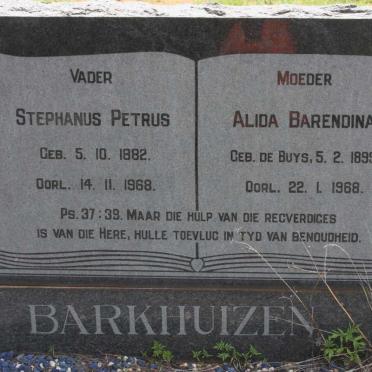 VADER
STEPHANUS PETRUS
GEB. 5. 10. 1882.
OORL. 14. 11. 1968.
MOEDER
ALIDA BARENDINA
GEB. DE BUYS, 5. 2. 1899
OORL. 22. 1. 1968.
PS. 37:39. MAAR DIE HULP VAN DIE REGVERDIGES
IS VAN DIE HERE, HULLE TOEVLUG IN TYD VAN BENOUDHEID.
BARKHUIZEN